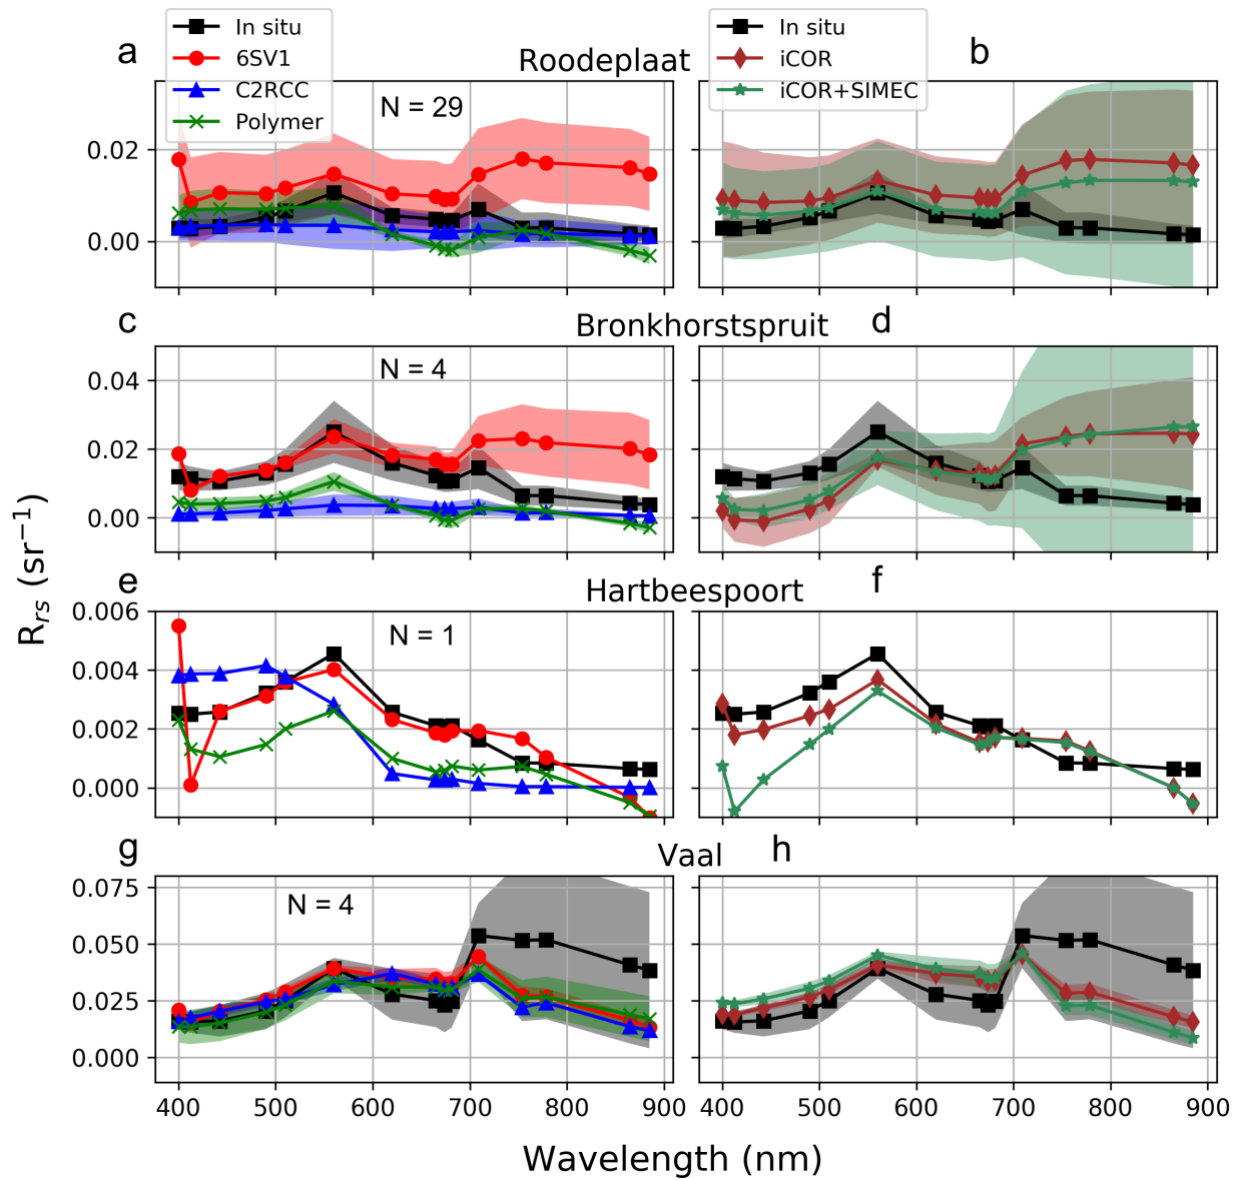 a
In situ
6SV1
C2RCC
Polymer
N = 29
Roodeplaat
In situ
iCOR
iCOR+SIMEC
b
0.02
0.00
c
Bronkhorstspruit
d
N = 4
0.04
0.02
0.00
e
Hartbeespoort
f
N = 1
0.006
0.004
0.002
0.000
g
Vaal
h
N = 4
0.075
0.050
0.025
0.000
400 500 600 700 800 900
400 500 600 700 800 900
Rrs (sr−1)
Wavelength (nm)